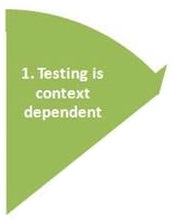 1. Testing is
context
dependent